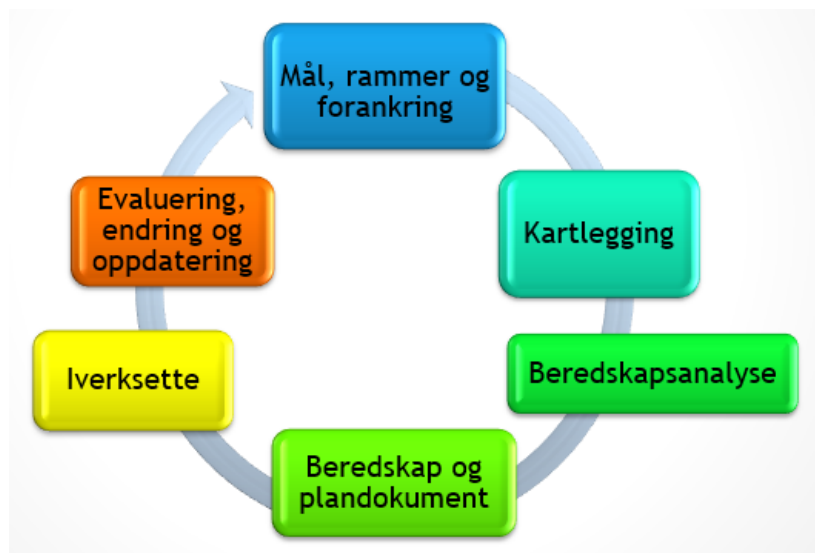 Mål, rammer og
forankring
Kartlegging
Beredskapsanalyse
Beredskap og
plandokument
Iverksette
Evaluering,
endring og
oppdatering